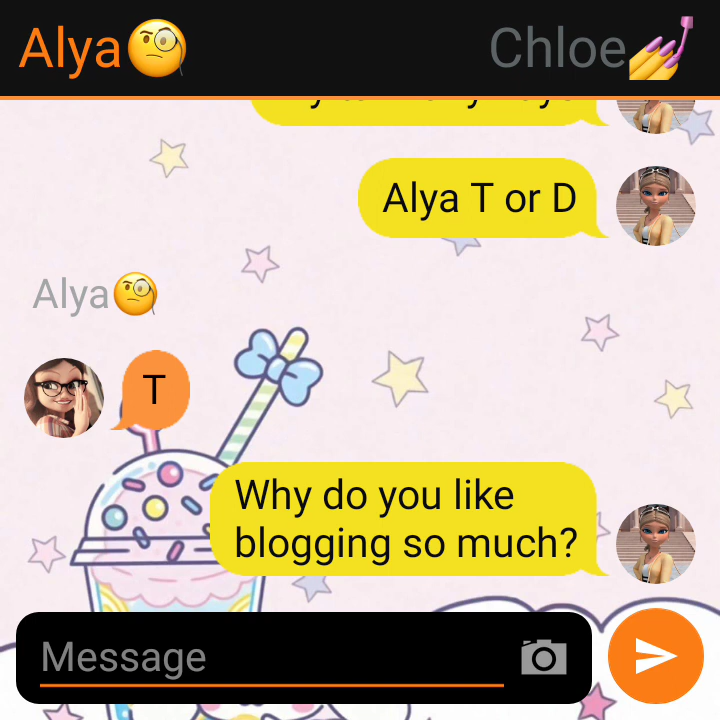 Alya🧐 Chloe💅
Alya T or D
Alya🧐
T
Why do you like
blogging so much?
Message